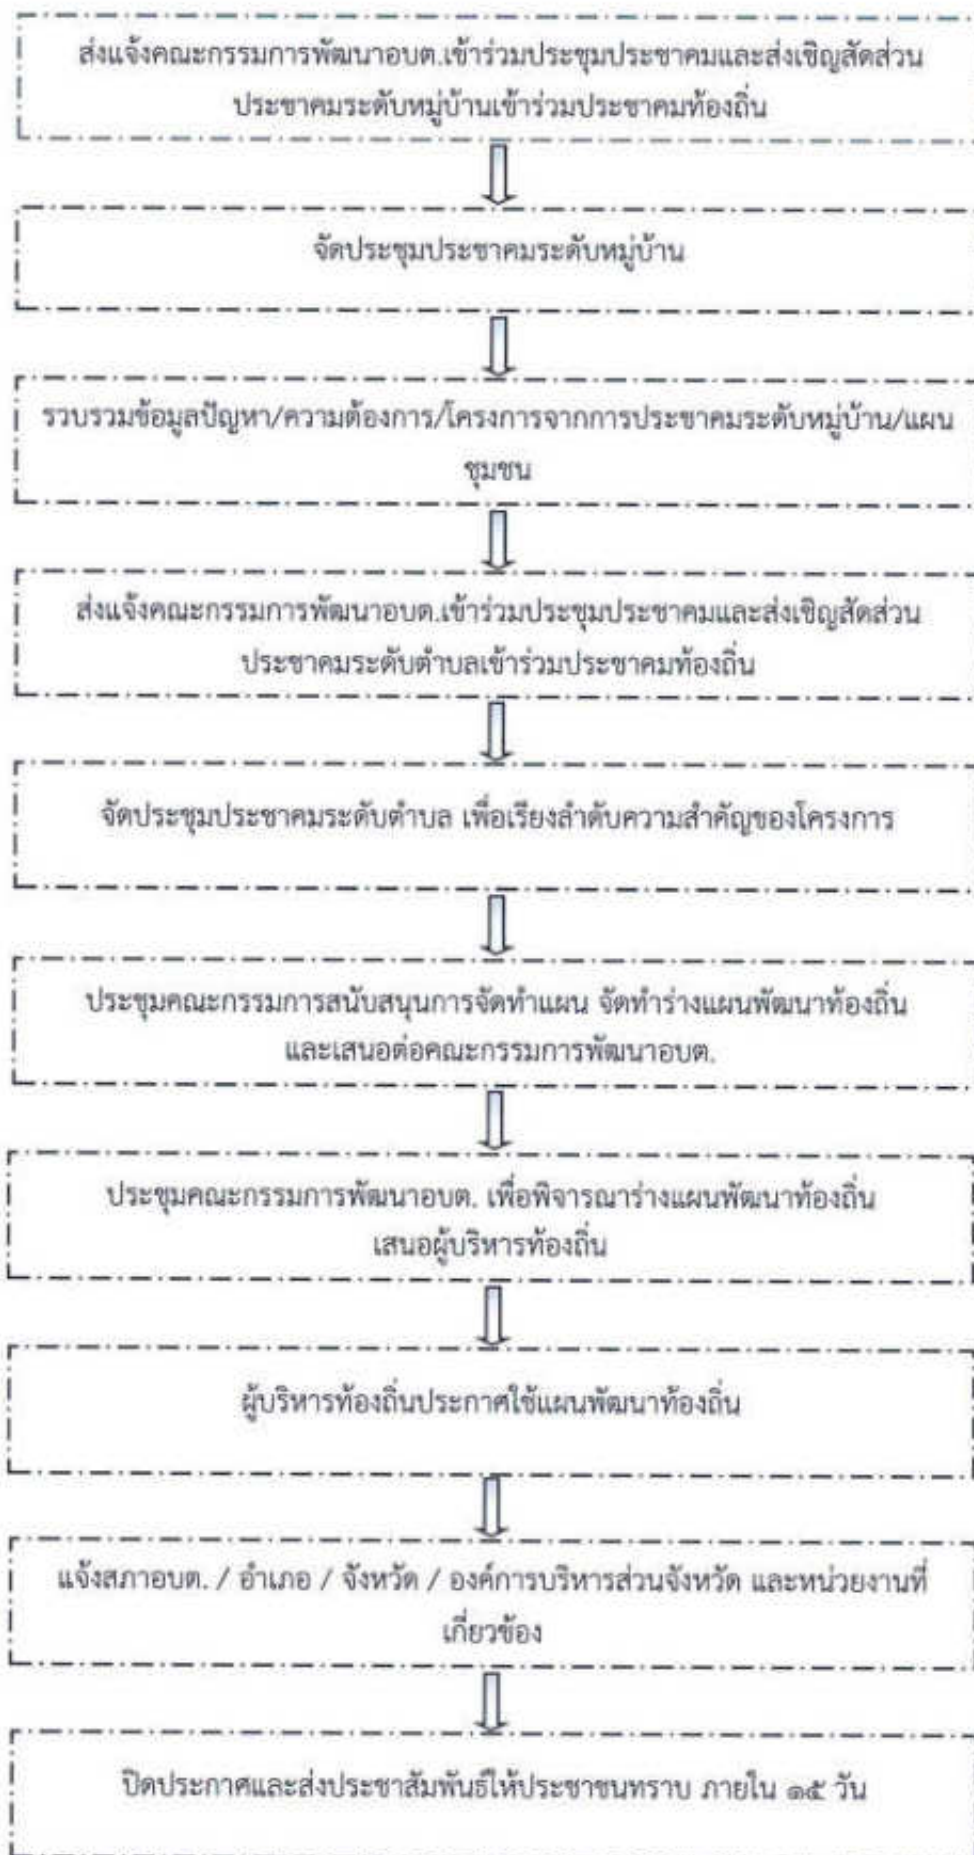 ส่งแจ้งคณะกรรมการพัฒนาอบต.เข้าร่วมประชุมประชาคมและส่งเชิญสัดส่วน
ประชาคมระดับหมู่บ้านเข้าร่วมประชาคมท้องถิ่น
จัดประชุมประชาคมระดับหมู่บ้าน
รวบรวมข้อมูลปัญหา/ความต้องการ/โครงการจากการประชาคมระดับหมู่บ้าน/แผน
ชุมชน
ส่งแจ้งคณะกรรมการพัฒนาอบต.เข้าร่วมประชุมประชาคมและส่งเชิญสัดส่วน
ประชาคมระดับตำบลเข้าร่วมประชาคมท้องถิ่น
จัดประชุมประชาคมระดับตำบล เพื่อเรียงลำดับความสำคัญของโครงการ
ประชุมคณะกรรมการสนับสนุนการจัดทำแผน จัดทำร่างแผนพัฒนาท้องถิ่น
และเสนอต่อคณะกรรมการพัฒนาอบต.
ประชุมคณะกรรมการพัฒนาอบต. เพื่อพิจารณาร่างแผนพัฒนาท้องถิ่น
เสนอผู้บริหารท้องถิ่น
ผู้บริหารท้องถิ่นประกาศใช้แผนพัฒนาท้องถิ่น
แจ้งสภาอบต. / อำเภอ / จังหวัด / องค์การบริหารส่วนจังหวัด และหน่วยงานที่
เกี่ยวข้อง
ปิดประกาศและส่งประชาสัมพันธ์ให้ประชาชนทราบ ภายใน ๑๕ วัน